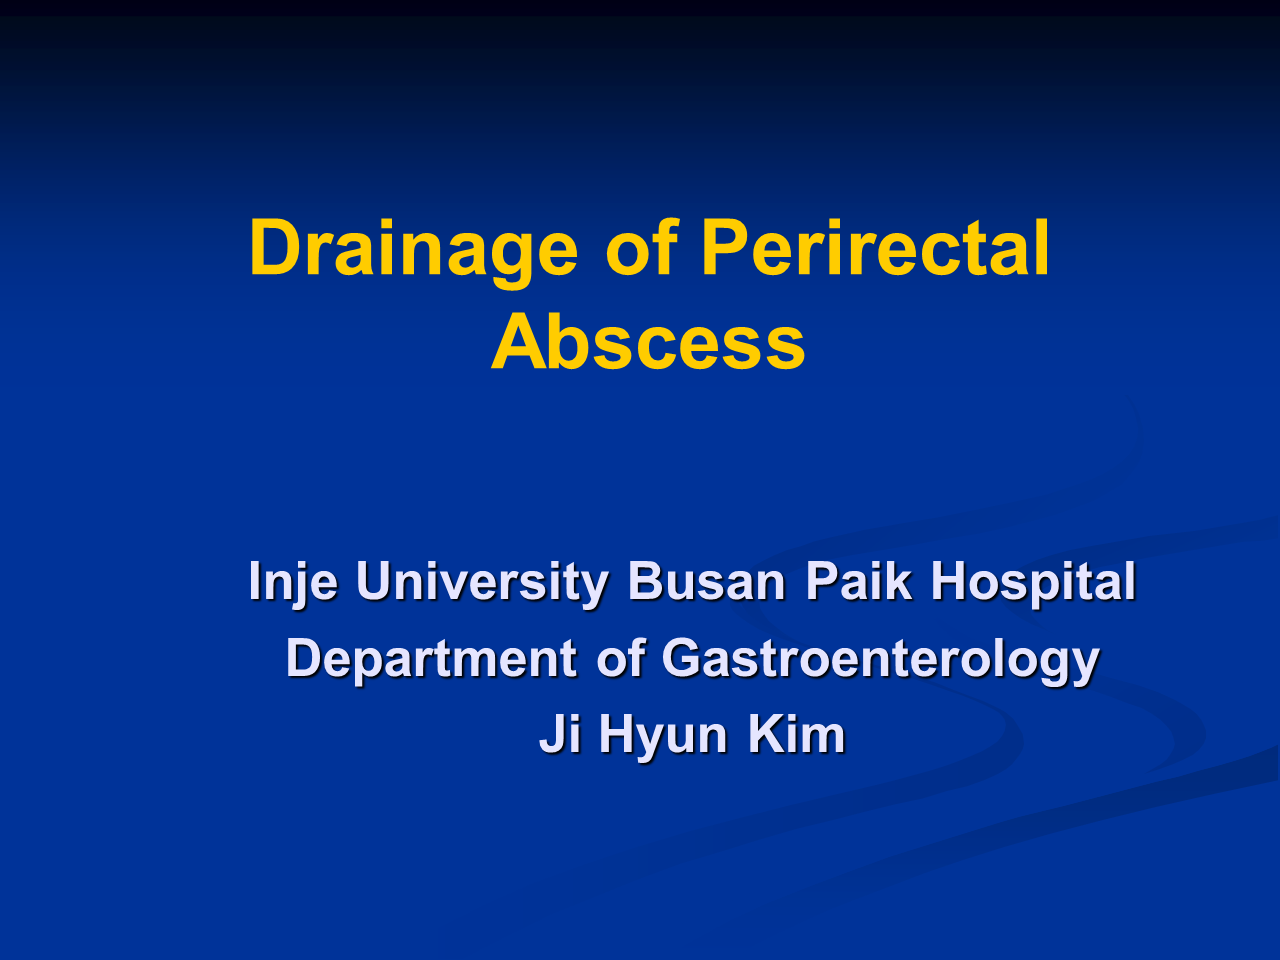 Drainage of Perirectal
Abscess
Inje University Busan Paik Hospital
Department of Gastroenterology
Ji Hyun Kim